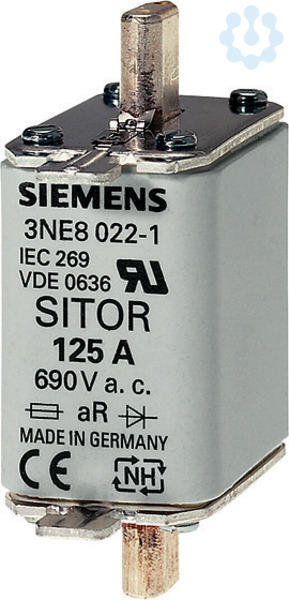 SIEMENS
3NE8 022-1
IEC 269
VDE 0636
SITOR
125 A
690 V a. c.
aR
MADE IN GERMANY
CE
NH